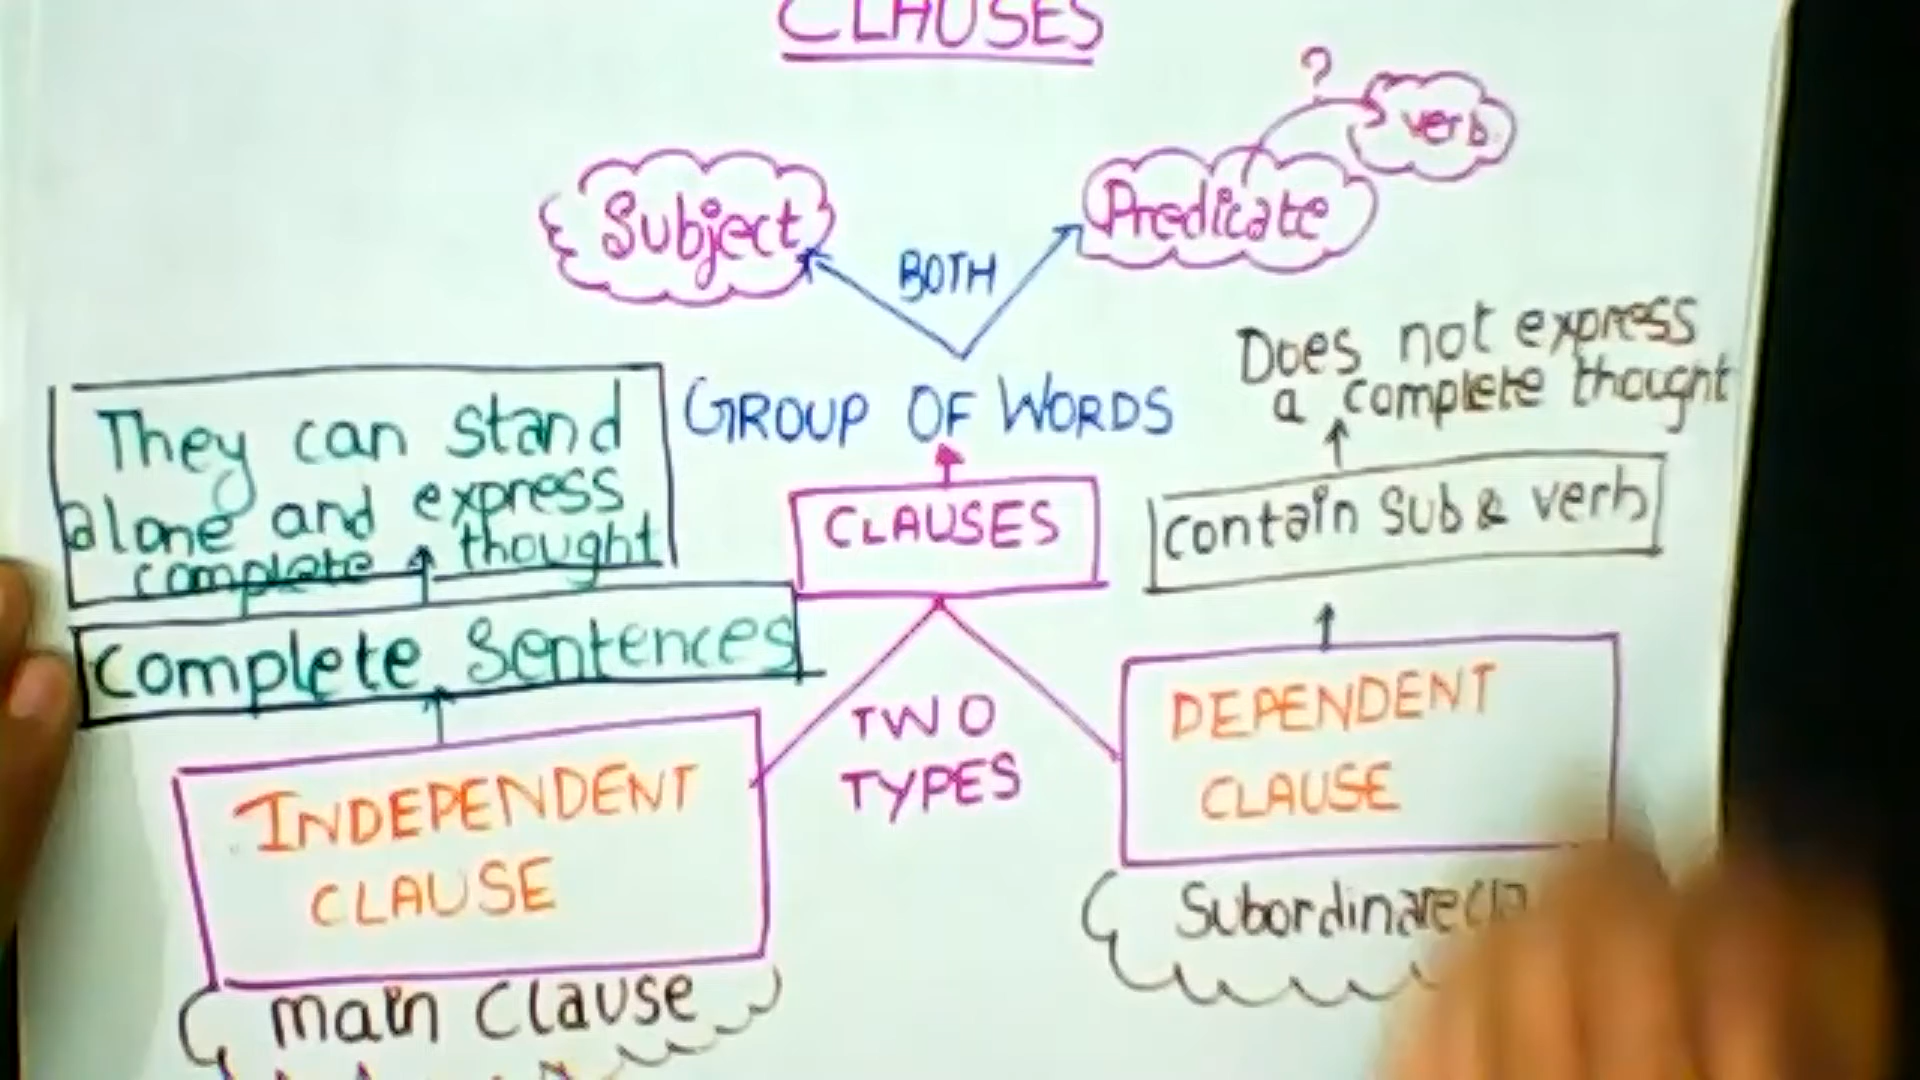 CLAUSES
?
verb
Subject
Predicate
BOTH
Does not express
a complete thought
GROUP OF WORDS
They can stand
alone and express
complete thought
CLAUSES
contain Sub & verb
Complete Sentences
TWO
TYPES
DEPENDENT
CLAUSE
INDEPENDENT
CLAUSE
main Clause